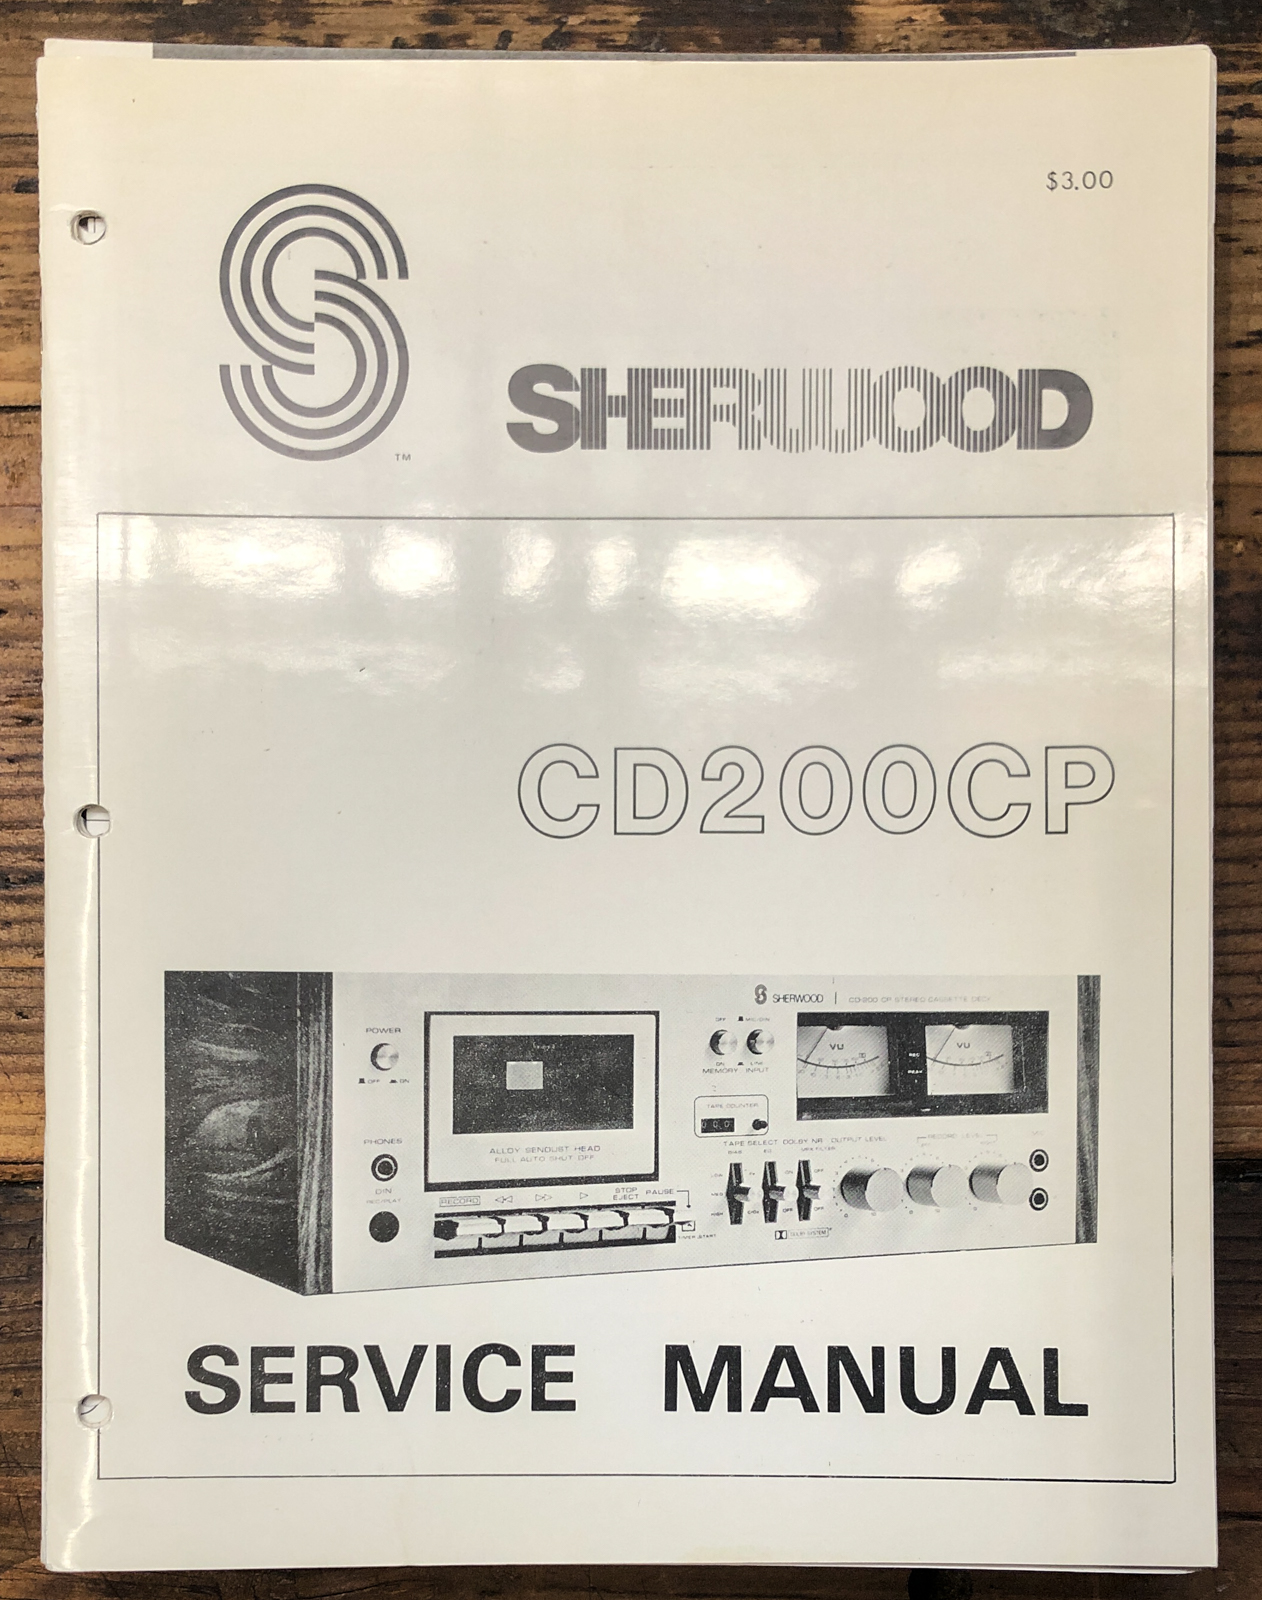 $3.00
TM
SHERWOOD
CD200CP
SHERWOOD | CD-200 CP STEREO CASSETTE DECK
POWER
OFF ON
PHONES
DIN
REC/PLAY
ALLOY SENDUST HEAD
FULL AUTO SHUT OFF
RECORD
STOP
EJECT
PAUSE
OFF
ON
MEMORY INPUT
VU
VU
REC
PEAK
TAPE COUNTER
TAPE SELECT DOLBY NR OUTPUT LEVEL
BIAS EQ
RECORD LEVEL
DOLBY SYSTEM
SERVICE MANUAL